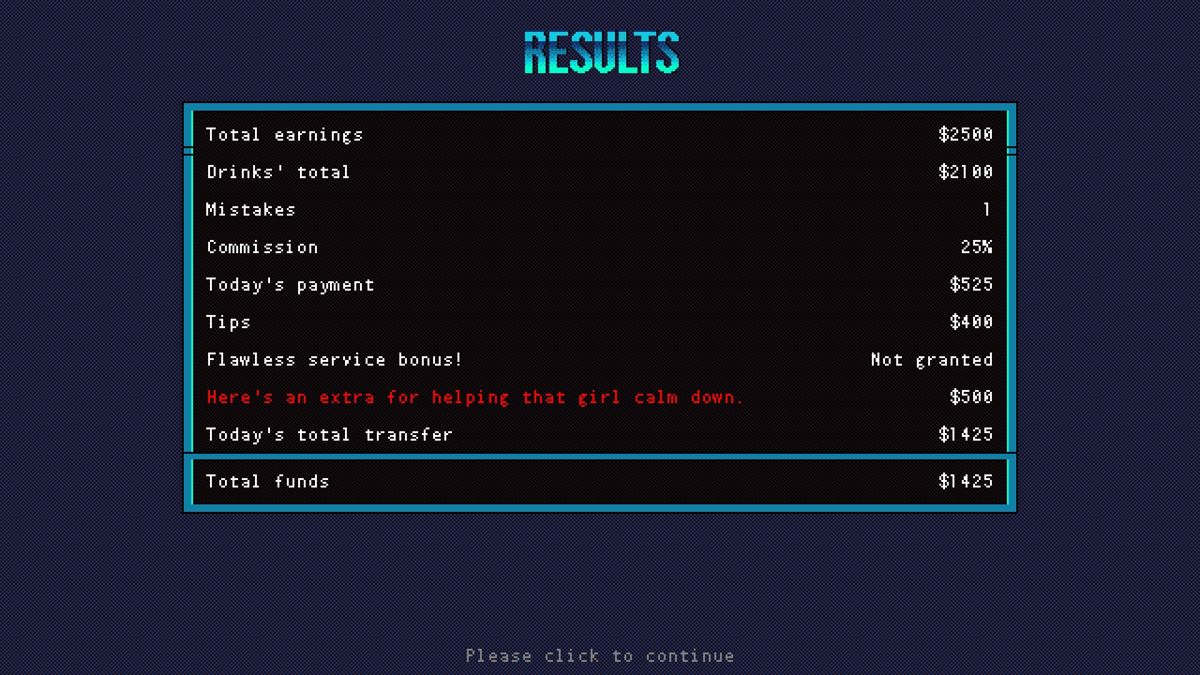 RESULTS
Total earnings $2500
Drinks' total $2100
Mistakes 1
Commission 25%
Today's payment $525
Tips $400
Flawless service bonus! Not granted
Here's an extra for helping that girl calm down. $500
Today's total transfer $1425
Total funds $1425
Please click to continue